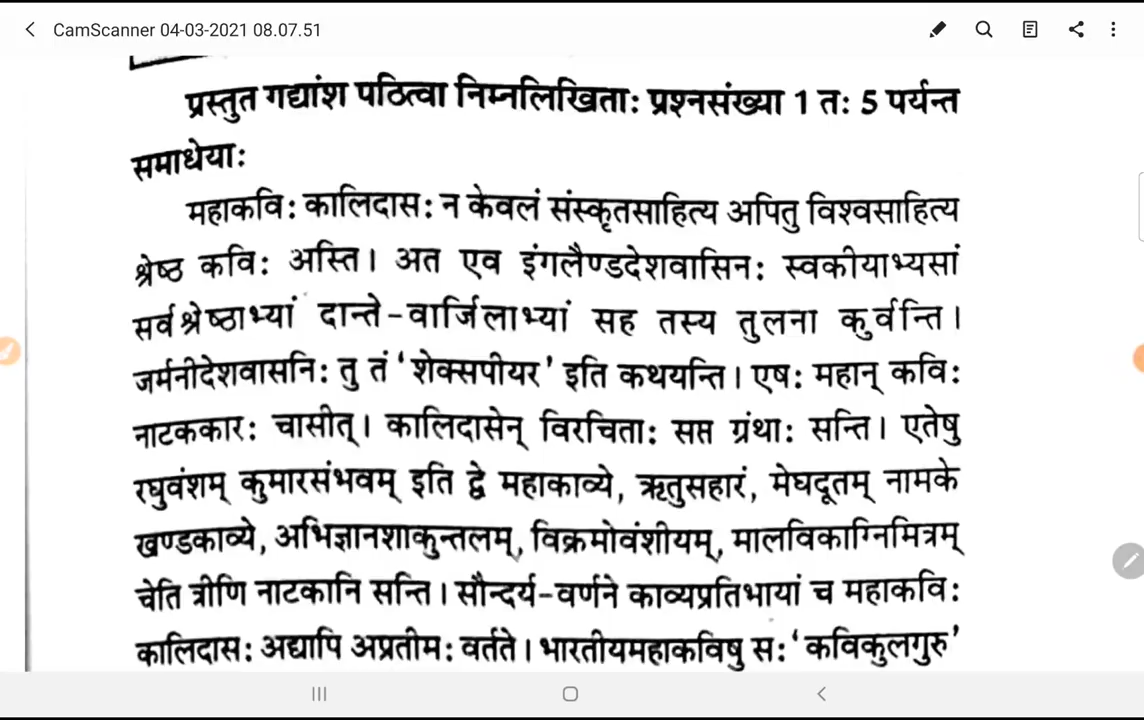 CamScanner 04-03-2021 08.07.51
प्रस्तुत गद्यांश पठित्वा निम्नलिखिताः प्रश्नसंख्या 1 तः 5 पर्यन्त
समाधेयाः
महाकविः कालिदासः न केवलं संस्कृतसाहित्य अपितु विश्वसाहित्य
श्रेष्ठ कविः अस्ति। अत एव इंगलैण्डदेशवासिनः स्वकीयाभ्यसां
सर्वश्रेष्ठाभ्यां दान्ते-वार्जिलाभ्यां सह तस्य तुलना कुर्वन्ति।
जर्मनीदेशवासनिः तु तं 'शेक्सपीयर' इति कथयन्ति। एषः महान् कविः
नाटककारः चासीत्। कालिदासेन् विरचिताः सप्त ग्रंथाः सन्ति। एतेषु
रघुवंशम् कुमारसंभवम् इति द्वे महाकाव्ये, ऋतुसहारं, मेघदूतम् नामके
खण्डकाव्ये, अभिज्ञानशाकुन्तलम्, विक्रमोवंशीयम्, मालविकाग्निमित्रम्
चेति त्रीणि नाटकानि सन्ति। सौन्दर्य-वर्णने काव्यप्रतिभायां च महाकविः
कालिदासः अद्यापि अप्रतीमः वर्तते। भारतीयमहाकविषु सः 'कविकुलगुरु'